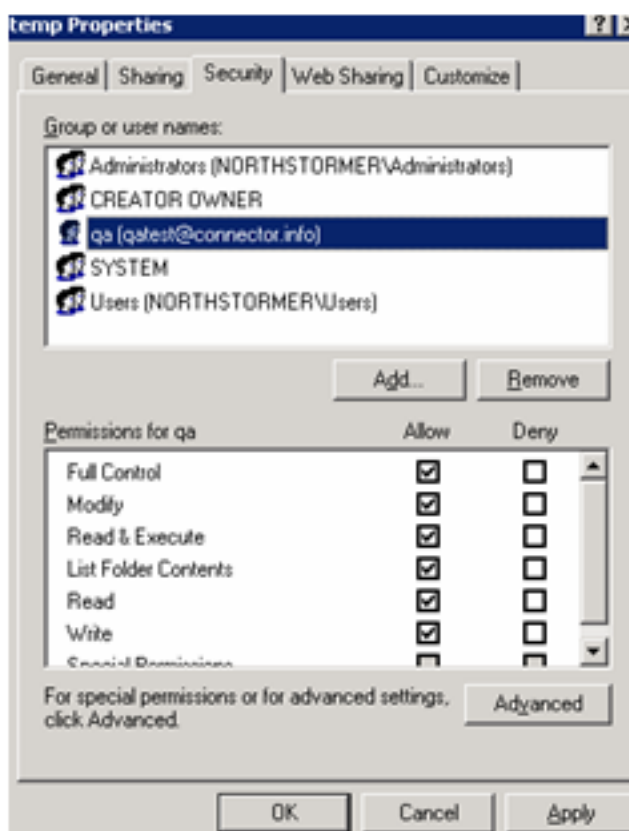 temp Properties
General Sharing Security Web Sharing Customize
Group or user names:
Administrators (NORTHSTORMER\Administrators)
CREATOR OWNER
qa (qatest@connector.info)
SYSTEM
Users (NORTHSTORMER\Users)
Add... Remove
Permissions for qa Allow Deny
Full Control
Modify
Read & Execute
List Folder Contents
Read
Write
Special Permissions
For special permissions or for advanced settings, Advanced
click Advanced.
OK Cancel Apply